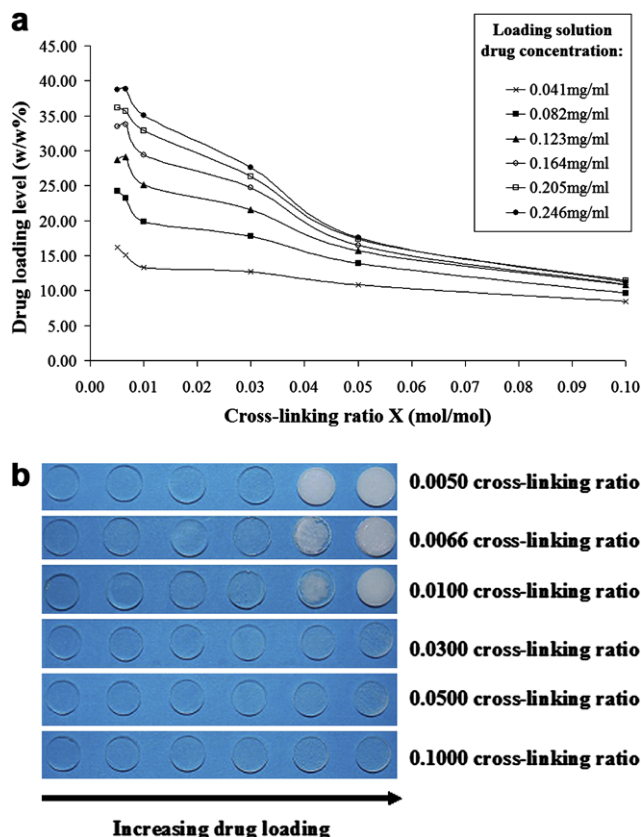 a
Loading solution
drug concentration:
0.041mg/ml
0.082mg/ml
0.123mg/ml
0.164mg/ml
0.205mg/ml
0.246mg/ml
Drug loading level (w/w%)
45.00
40.00
35.00
30.00
25.00
20.00
15.00
10.00
5.00
0.00
0.00 0.01 0.02 0.03 0.04 0.05 0.06 0.07 0.08 0.09 0.10
Cross-linking ratio X (mol/mol)
b
0.0050 cross-linking ratio
0.0066 cross-linking ratio
0.0100 cross-linking ratio
0.0300 cross-linking ratio
0.0500 cross-linking ratio
0.1000 cross-linking ratio
Increasing drug loading